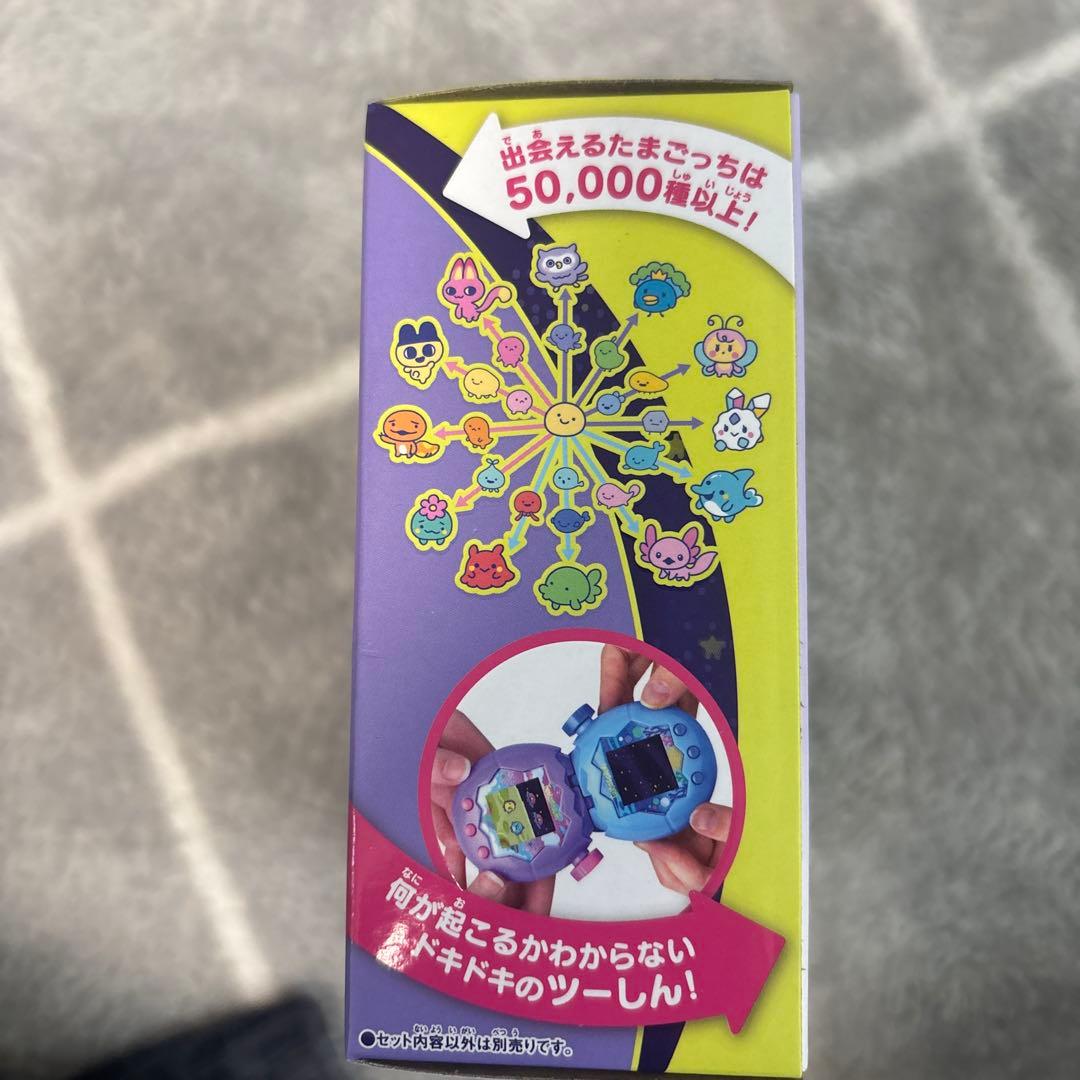 出会えるたまごっちは
50,000種以上!
何が起こるかわからない
ドキドキのツーしん!
●セット内容以外は別売りです。